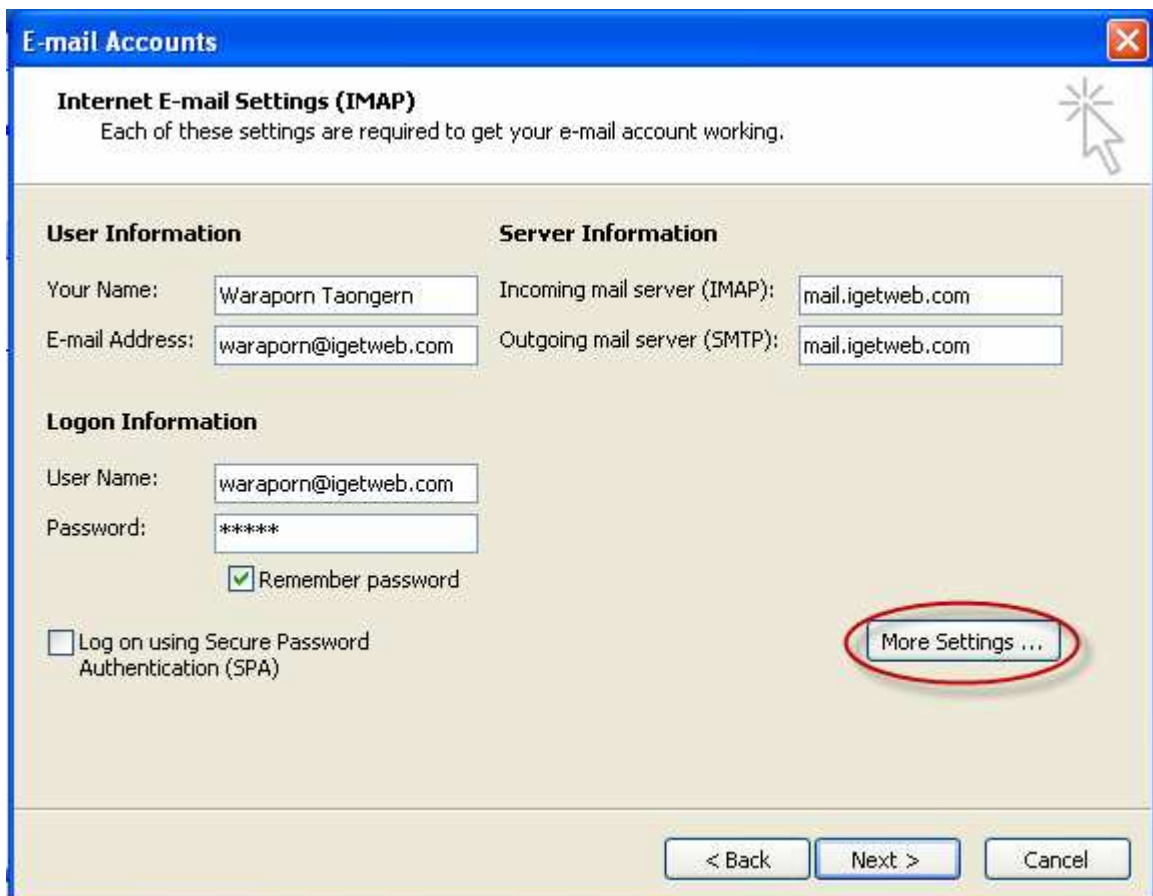 E-mail Accounts
Internet E-mail Settings (IMAP)
Each of these settings are required to get your e-mail account working.
User Information
Your Name: Waraporn Taongern
E-mail Address: waraporn@igetweb.com
Server Information
Incoming mail server (IMAP): mail.igetweb.com
Outgoing mail server (SMTP): mail.igetweb.com
Logon Information
User Name: waraporn@igetweb.com
Password: *****
Remember password
Log on using Secure Password
Authentication (SPA)
More Settings ...
< Back Next > Cancel